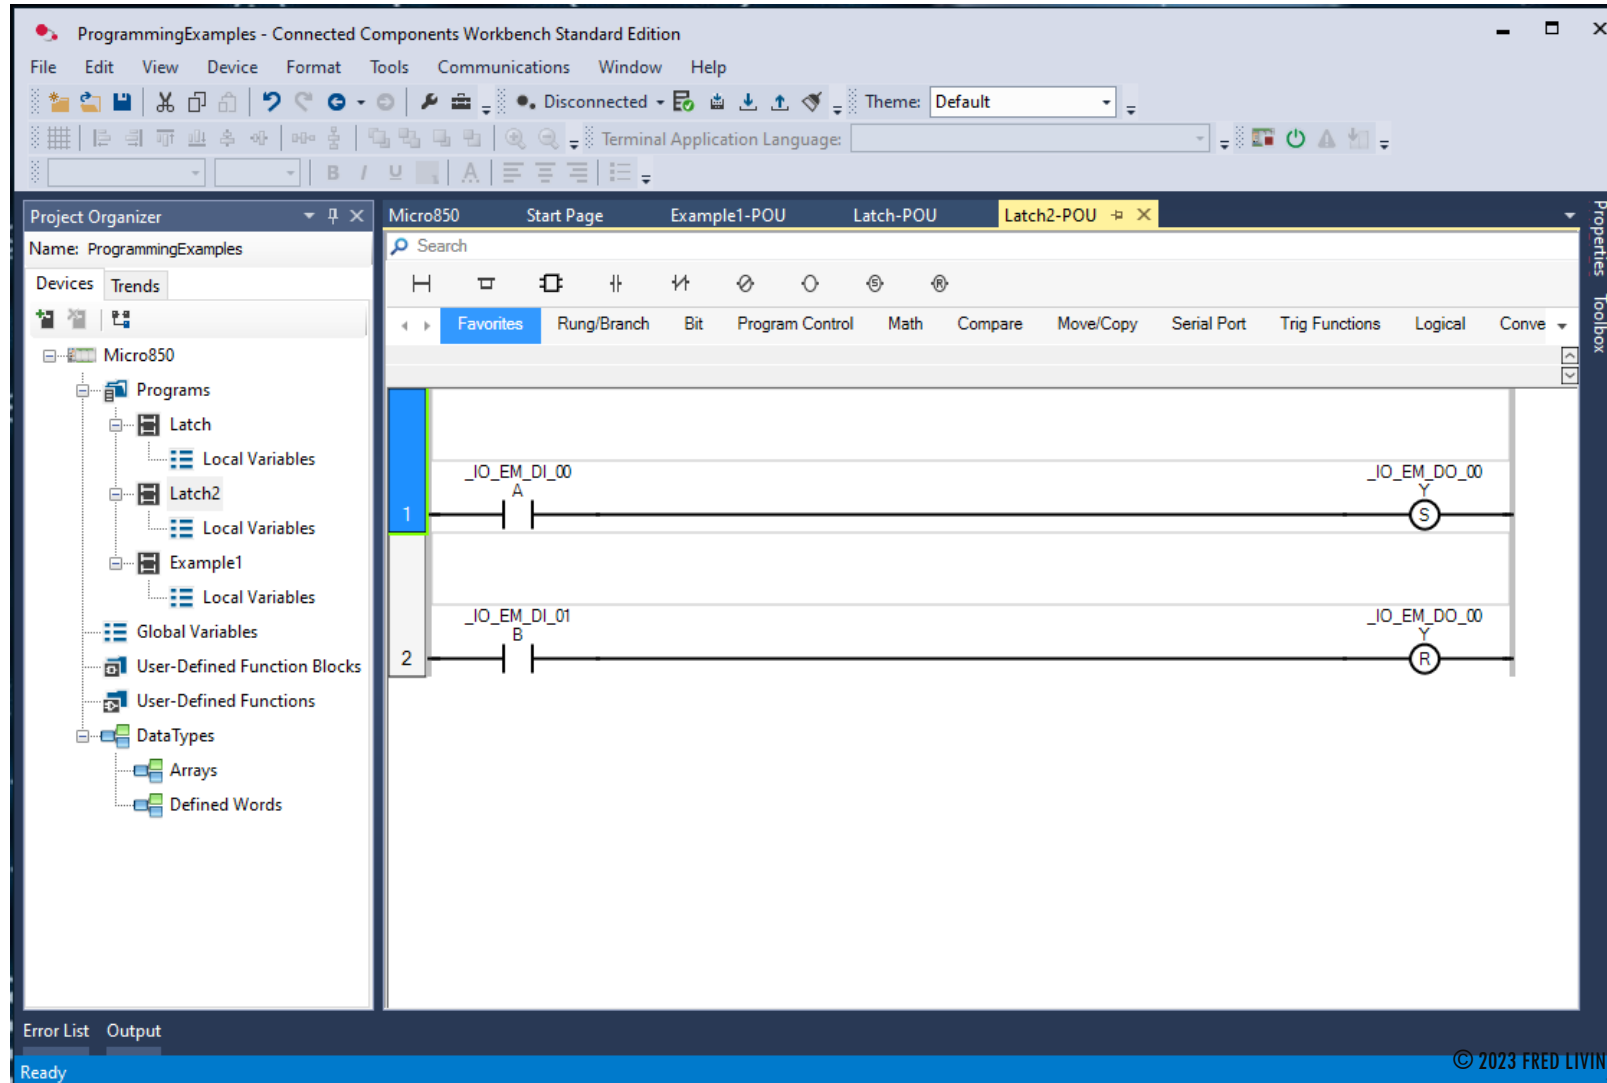 ProgrammingExamples - Connected Components Workbench Standard Edition
File Edit View Device Format Tools Communications Window Help
Disconnected Theme: Default
Terminal Application Language:
B I U A
Project Organizer
Name: ProgrammingExamples
Devices Trends
Micro850
Programs
Latch
Local Variables
Latch2
Local Variables
Example1
Local Variables
Global Variables
User-Defined Function Blocks
User-Defined Functions
DataTypes
Arrays
Defined Words
Micro850 Start Page Example1-POU Latch-POU Latch2-POU
Search
S R
Favorites Rung/Branch Bit Program Control Math Compare Move/Copy Serial Port Trig Functions Logical Conve
_IO_EM_DI_00 _IO_EM_DO_00
A Y
1 S
_IO_EM_DI_01 _IO_EM_DO_00
B Y
2 R
Properties
Toolbox
Error List Output
Ready
© 2023 FRED LIVIN